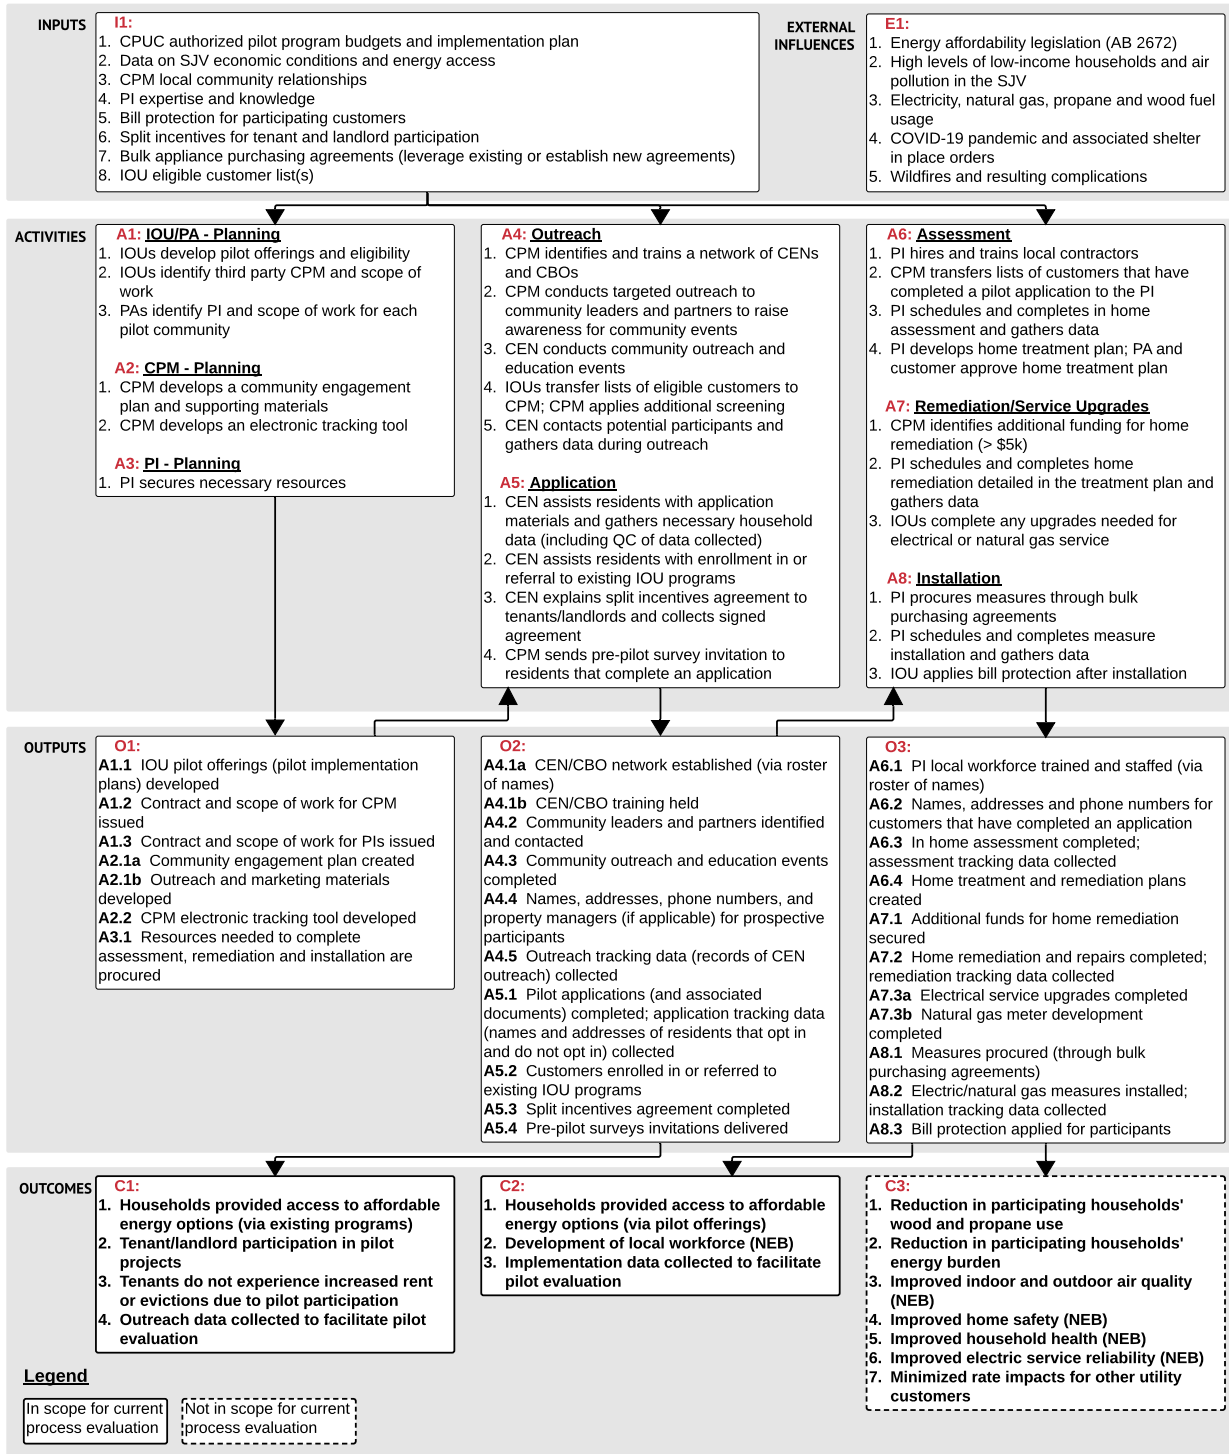 INPUTS
I1:
1. CPUC authorized pilot program budgets and implementation plan
2. Data on SJV economic conditions and energy access
3. CPM local community relationships
4. PI expertise and knowledge
5. Bill protection for participating customers
6. Split incentives for tenant and landlord participation
7. Bulk appliance purchasing agreements (leverage existing or establish new agreements)
8. IOU eligible customer list(s)
EXTERNAL
INFLUENCES
E1:
1. Energy affordability legislation (AB 2672)
2. High levels of low-income households and air
pollution in the SJV
3. Electricity, natural gas, propane and wood fuel
usage
4. COVID-19 pandemic and associated shelter
in place orders
5. Wildfires and resulting complications
ACTIVITIES
A1: IOU/PA - Planning
1. IOUs develop pilot offerings and eligibility
2. IOUs identify third party CPM and scope of
work
3. PAs identify PI and scope of work for each
pilot community
A2: CPM - Planning
1. CPM develops a community engagement
plan and supporting materials
2. CPM develops an electronic tracking tool
A3: PI - Planning
1. PI secures necessary resources
A4: Outreach
1. CPM identifies and trains a network of CENs
and CBOs
2. CPM conducts targeted outreach to
community leaders and partners to raise
awareness for community events
3. CEN conducts community outreach and
education events
4. IOUs transfer lists of eligible customers to
CPM; CPM applies additional screening
5. CEN contacts potential participants and
gathers data during outreach
A5: Application
1. CEN assists residents with application
materials and gathers necessary household
data (including QC of data collected)
2. CEN assists residents with enrollment in or
referral to existing IOU programs
3. CEN explains split incentives agreement to
tenants/landlords and collects signed
agreement
4. CPM sends pre-pilot survey invitation to
residents that complete an application
A6: Assessment
1. PI hires and trains local contractors
2. CPM transfers lists of customers that have
completed a pilot application to the PI
3. PI schedules and completes in home
assessment and gathers data
4. PI develops home treatment plan; PA and
customer approve home treatment plan
A7: Remediation/Service Upgrades
1. CPM identifies additional funding for home
remediation (> $5k)
2. PI schedules and completes home
remediation detailed in the treatment plan and
gathers data
3. IOUs complete any upgrades needed for
electrical or natural gas service
A8: Installation
1. PI procures measures through bulk
purchasing agreements
2. PI schedules and completes measure
installation and gathers data
3. IOU applies bill protection after installation
OUTPUTS
O1:
A1.1 IOU pilot offerings (pilot implementation
plans) developed
A1.2 Contract and scope of work for CPM
issued
A1.3 Contract and scope of work for PIs issued
A2.1a Community engagement plan created
A2.1b Outreach and marketing materials
developed
A2.2 CPM electronic tracking tool developed
A3.1 Resources needed to complete
assessment, remediation and installation are
procured
O2:
A4.1a CEN/CBO network established (via roster
of names)
A4.1b CEN/CBO training held
A4.2 Community leaders and partners identified
and contacted
A4.3 Community outreach and education events
completed
A4.4 Names, addresses, phone numbers, and
property managers (if applicable) for prospective
participants
A4.5 Outreach tracking data (records of CEN
outreach) collected
A5.1 Pilot applications (and associated
documents) completed; application tracking data
(names and addresses of residents that opt in
and do not opt in) collected
A5.2 Customers enrolled in or referred to
existing IOU programs
A5.3 Split incentives agreement completed
A5.4 Pre-pilot surveys invitations delivered
O3:
A6.1 PI local workforce trained and staffed (via
roster of names)
A6.2 Names, addresses and phone numbers for
customers that have completed an application
A6.3 In home assessment completed;
assessment tracking data collected
A6.4 Home treatment and remediation plans
created
A7.1 Additional funds for home remediation
secured
A7.2 Home remediation and repairs completed;
remediation tracking data collected
A7.3a Electrical service upgrades completed
A7.3b Natural gas meter development
completed
A8.1 Measures procured (through bulk
purchasing agreements)
A8.2 Electric/natural gas measures installed;
installation tracking data collected
A8.3 Bill protection applied for participants
OUTCOMES
C1:
1. Households provided access to affordable
energy options (via existing programs)
2. Tenant/landlord participation in pilot
projects
3. Tenants do not experience increased rent
or evictions due to pilot participation
4. Outreach data collected to facilitate pilot
evaluation
C2:
1. Households provided access to affordable
energy options (via pilot offerings)
2. Development of local workforce (NEB)
3. Implementation data collected to facilitate
pilot evaluation
C3:
1. Reduction in participating households'
wood and propane use
2. Reduction in participating households'
energy burden
3. Improved indoor and outdoor air quality
(NEB)
4. Improved home safety (NEB)
5. Improved household health (NEB)
6. Improved electric service reliability (NEB)
7. Minimized rate impacts for other utility
customers
Legend
In scope for current
process evaluation
Not in scope for current
process evaluation